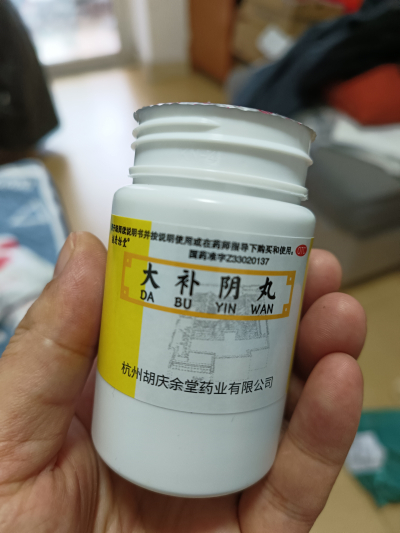 仔细阅读说明书并按说明使用或在药师指导下购买和使用。 OTC
国药准字Z33020137
大补阴丸
DA BU YIN WAN
杭州胡庆余堂药业有限公司